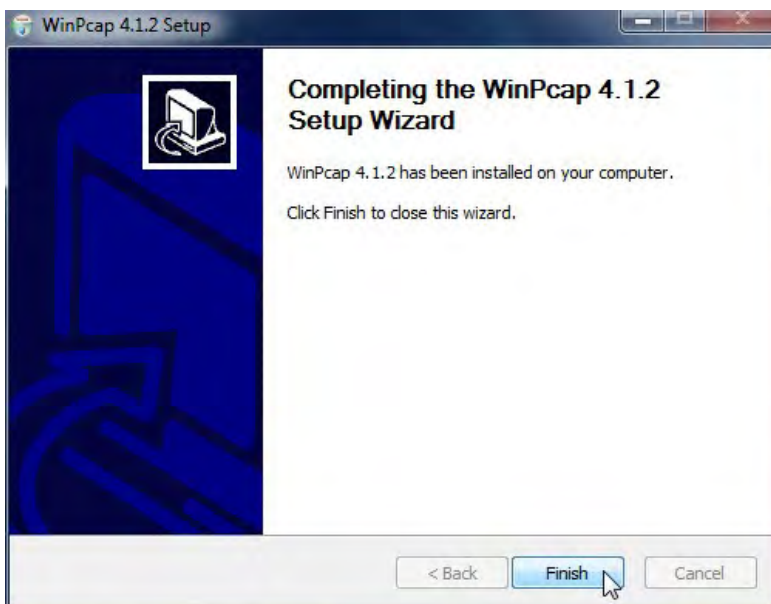 WinPcap 4.1.2 Setup
Completing the WinPcap 4.1.2
Setup Wizard
WinPcap 4.1.2 has been installed on your computer.
Click Finish to close this wizard.
< Back Finish Cancel